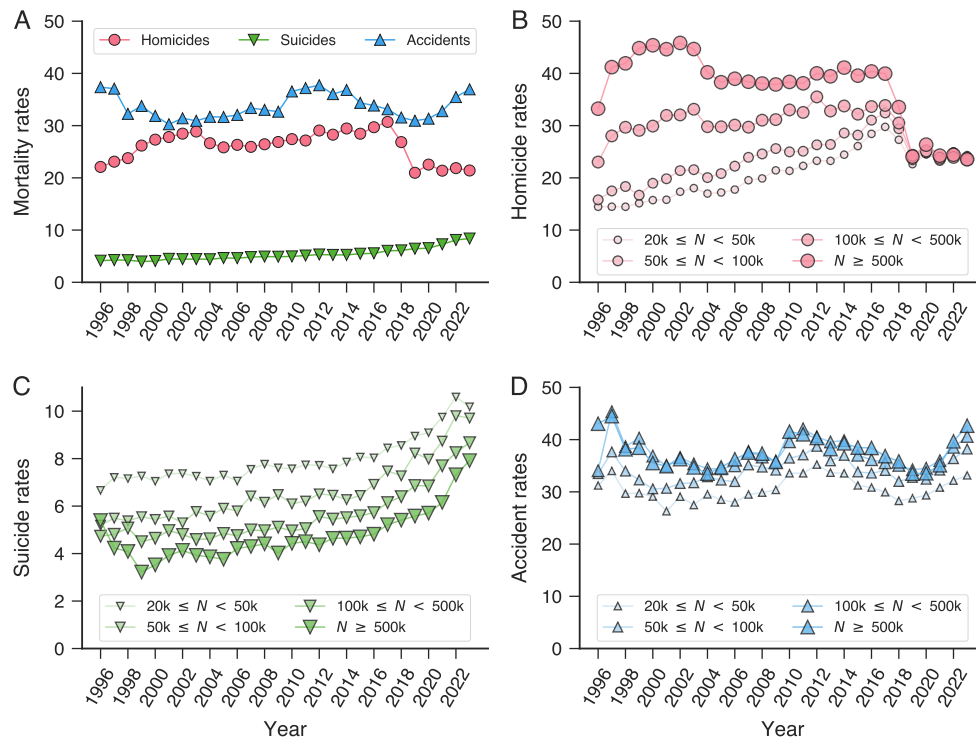 A
Mortality rates
50
40
30
20
10
0
Homicides Suicides Accidents
1996 1998 2000 2002 2004 2006 2008 2010 2012 2014 2016 2018 2020 2022
B
Homicide rates
50
40
30
20
10
0
20k ≤ N < 50k 100k ≤ N < 500k
50k ≤ N < 100k N ≥ 500k
1996 1998 2000 2002 2004 2006 2008 2010 2012 2014 2016 2018 2020 2022
C
Suicide rates
10
8
6
4
2
0
20k ≤ N < 50k 100k ≤ N < 500k
50k ≤ N < 100k N ≥ 500k
1996 1998 2000 2002 2004 2006 2008 2010 2012 2014 2016 2018 2020 2022
Year
D
Accident rates
50
40
30
20
10
0
20k ≤ N < 50k 100k ≤ N < 500k
50k ≤ N < 100k N ≥ 500k
1996 1998 2000 2002 2004 2006 2008 2010 2012 2014 2016 2018 2020 2022
Year